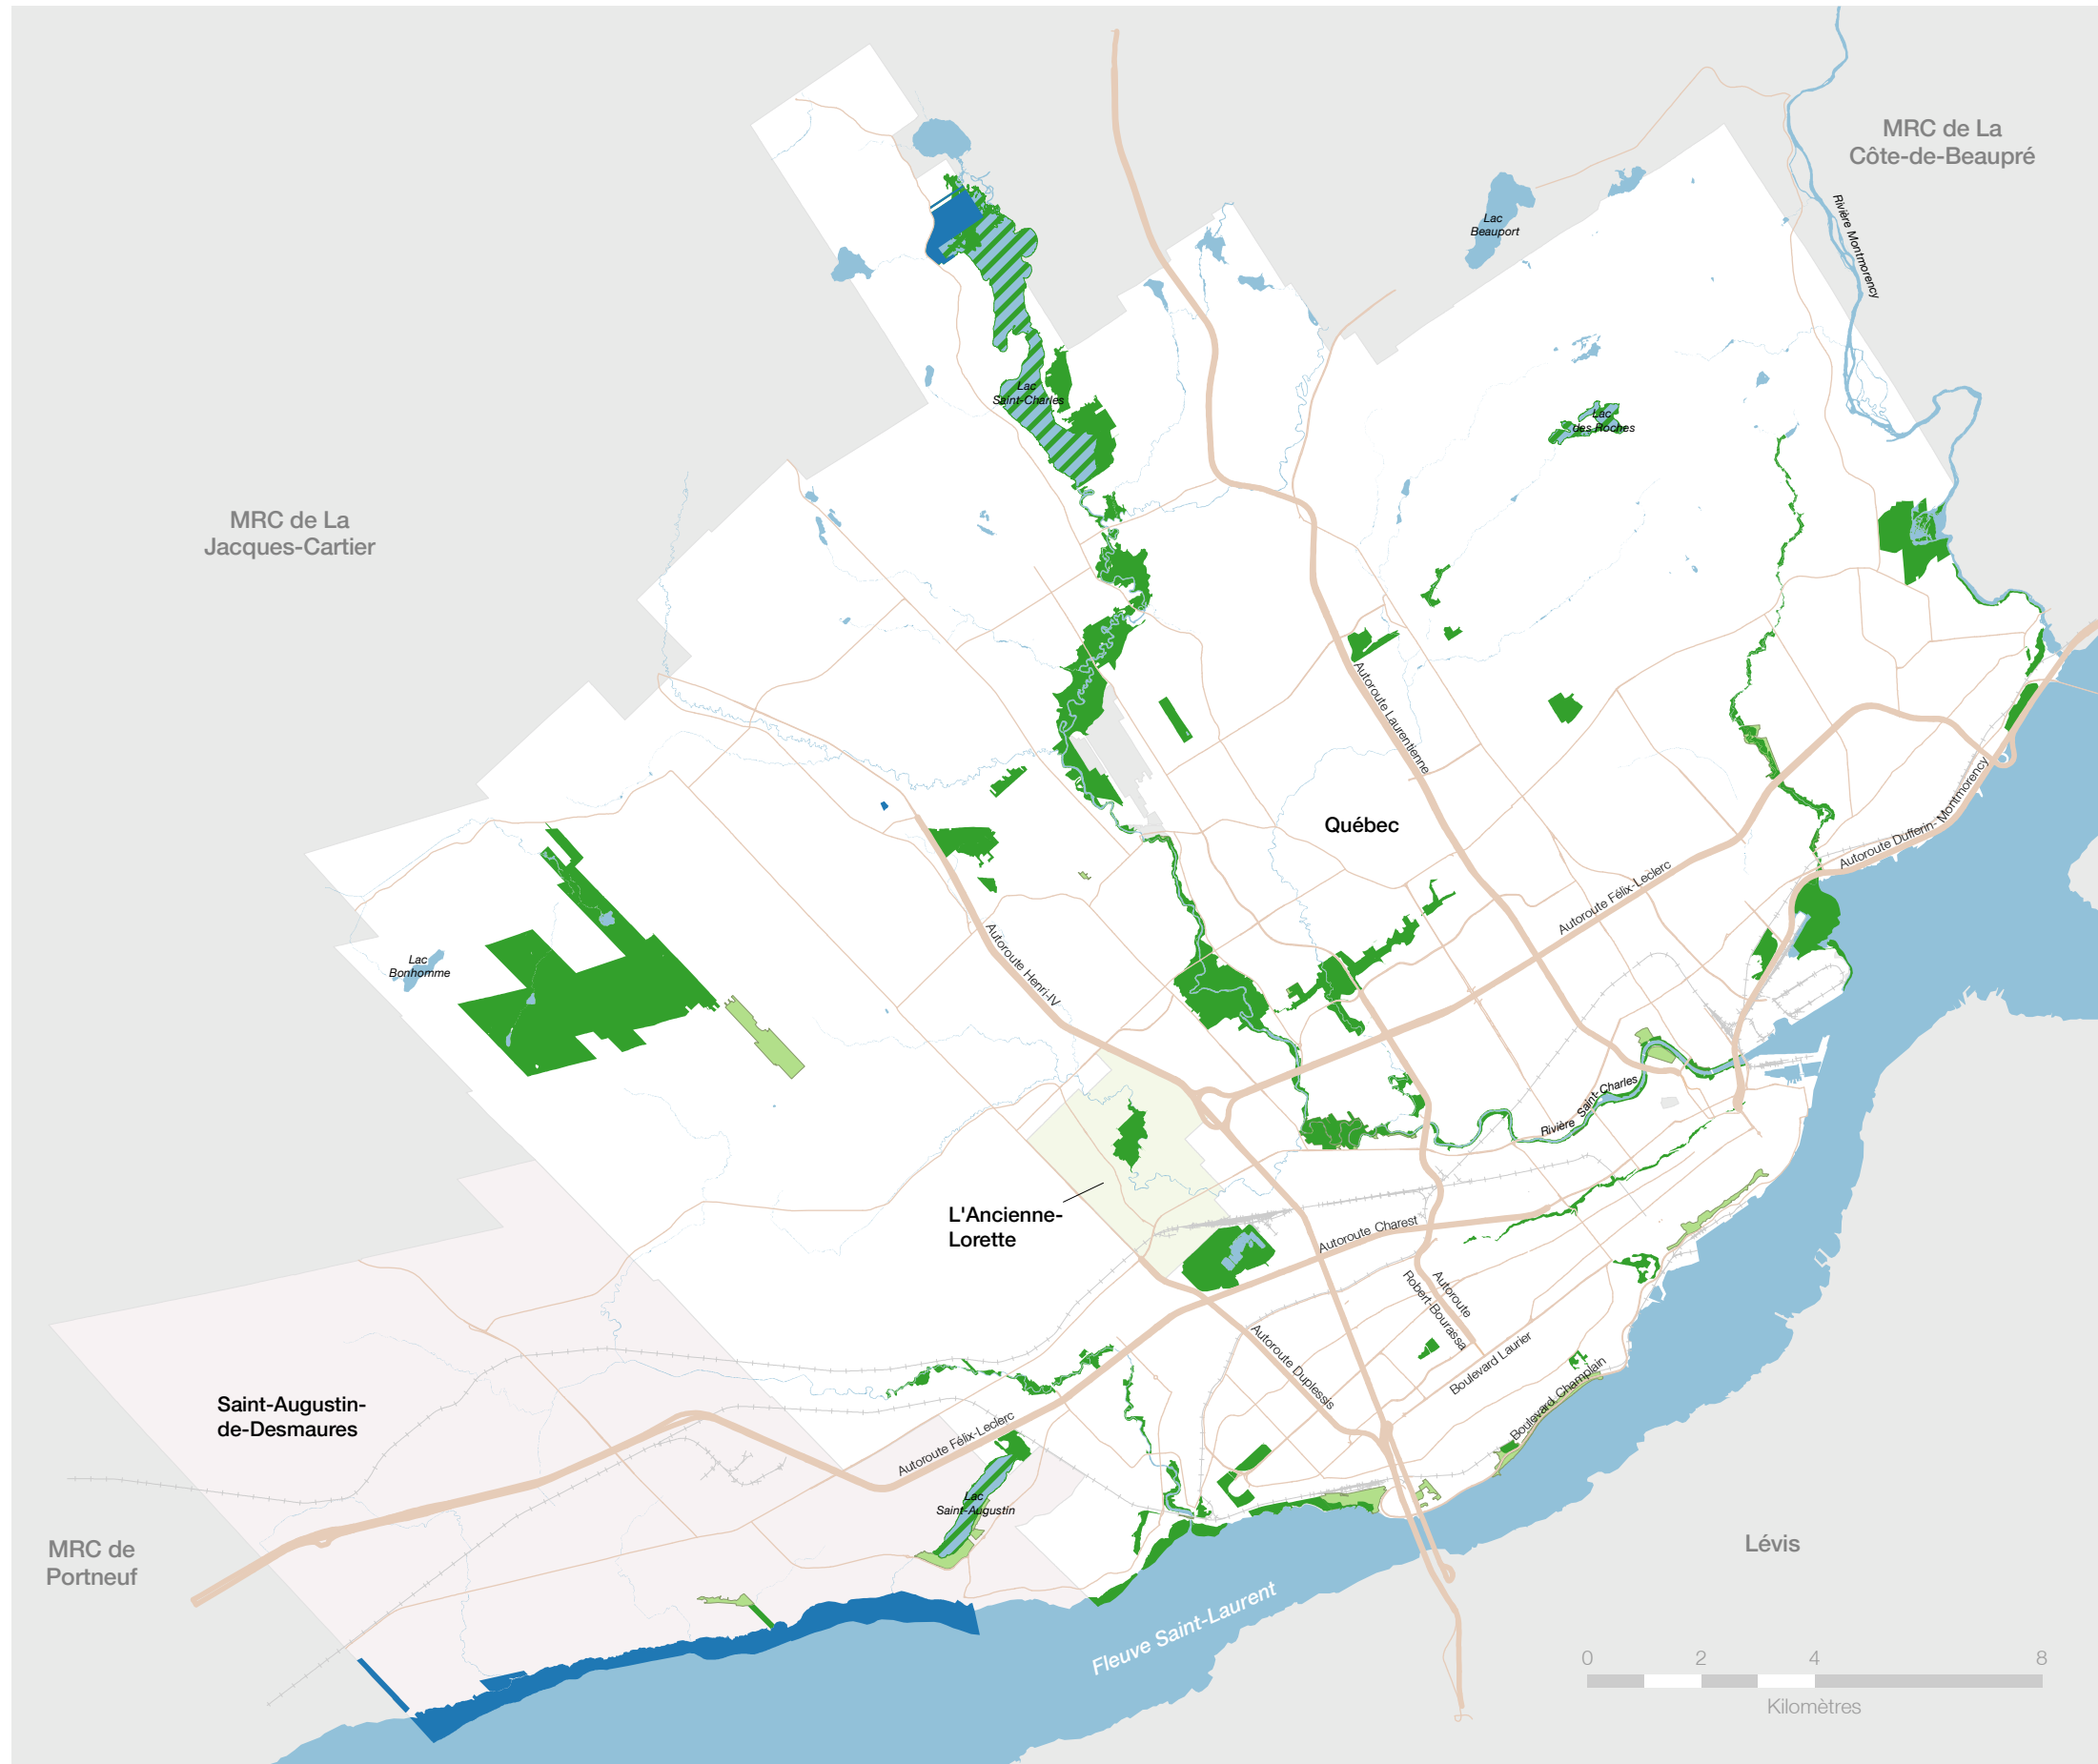 MRC de La
Côte-de-Beaupré
Rivière Montmorency
Lac
Beauport
Lac
Saint-Charles
Lac
des Roches
MRC de La
Jacques-Cartier
Autoroute Laurentienne
Québec
Autoroute Dufferin-Montmorency
Autoroute Félix-Leclerc
Autoroute Henri-IV
Lac
Bonhomme
Rivière Saint-Charles
L'Ancienne-
Lorette
Autoroute Charest
Autoroute
Robert-Bourassa
Autoroute Duplessis
Boulevard Laurier
Boulevard Champlain
Saint-Augustin-
de-Desmaures
Autoroute Félix-Leclerc
Lac
Saint-Augustin
MRC de
Portneuf
Lévis
Fleuve Saint-Laurent
0 2 4 8
Kilomètres